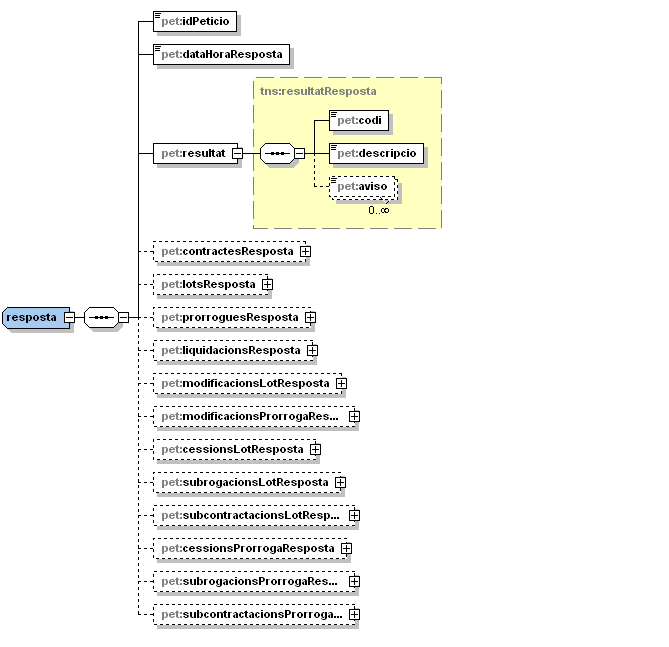 pet:idPeticio
pet:dataHoraResposta
tns:resultatResposta
pet:codi
pet:resultat
pet:descripcio
pet:aviso
0..∞
pet:contractesResposta
pet:lotsResposta
resposta
pet:prorroguesResposta
pet:liquidacionsResposta
pet:modificacionsLotResposta
pet:modificacionsProrrogaRes...
pet:cessionsLotResposta
pet:subrogacionsLotResposta
pet:subcontractacionsLotResp...
pet:cessionsProrrogaResposta
pet:subrogacionsProrrogaRes...
pet:subcontractacionsProrroga...